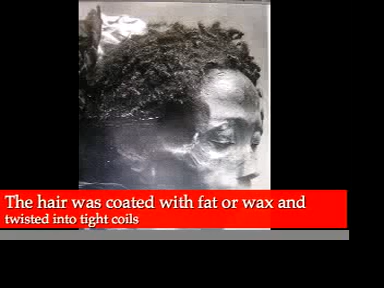 The hair was coated with fat or wax and
twisted into tight coils